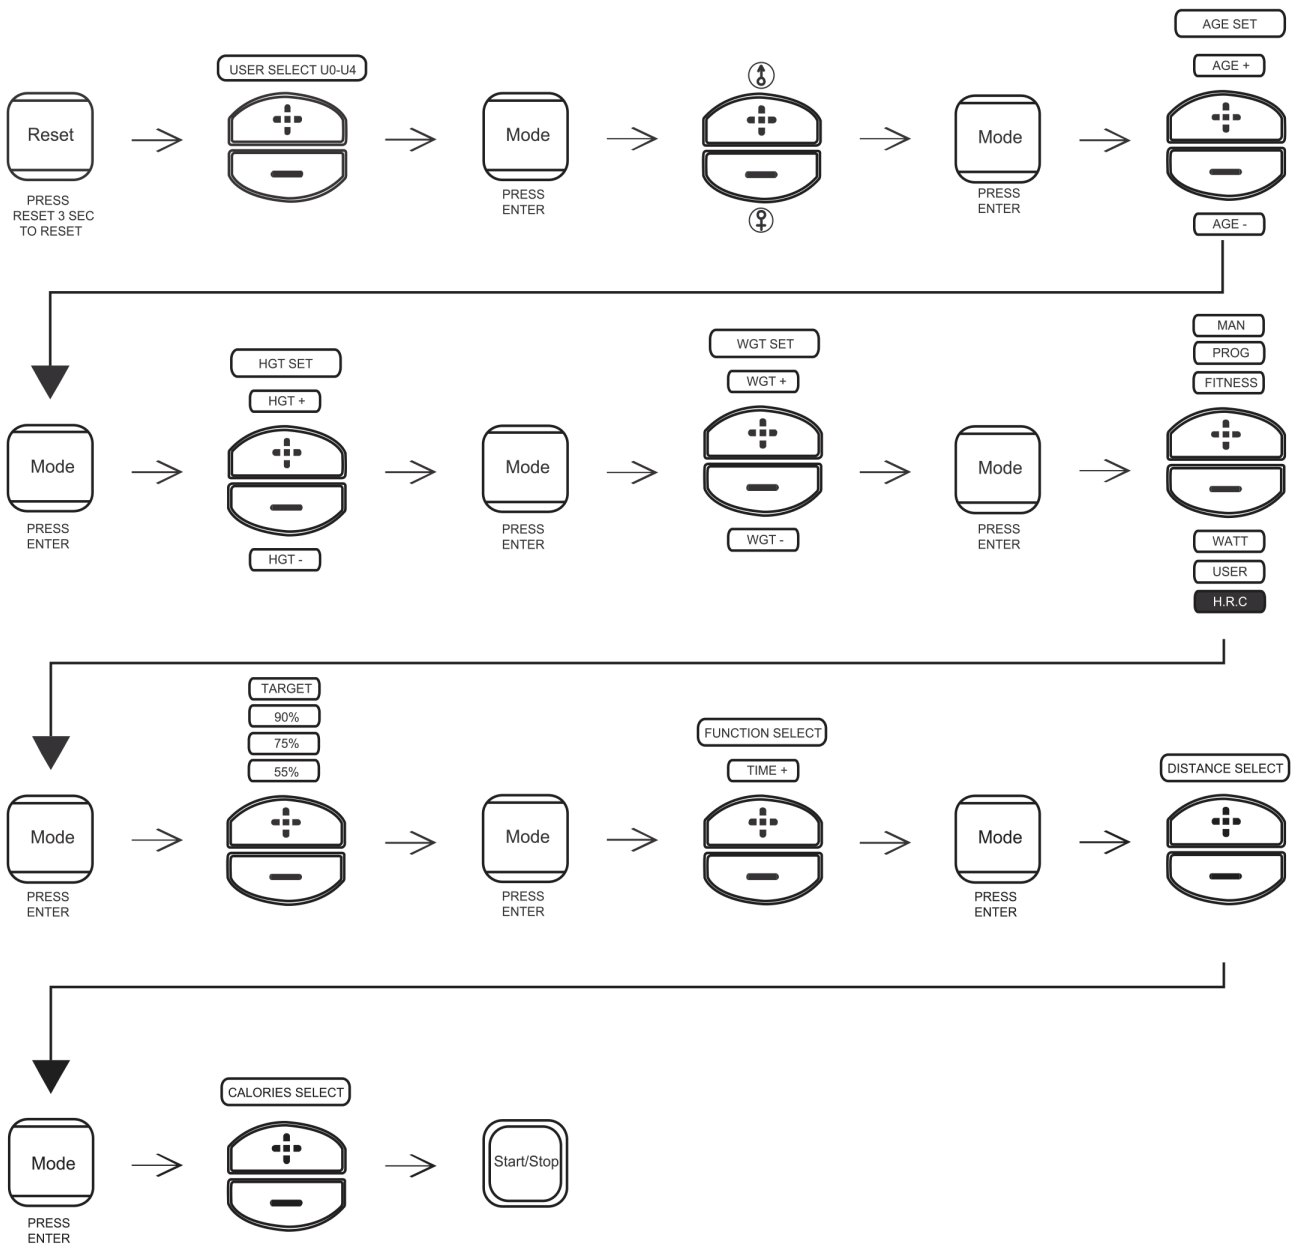 AGE SET
USER SELECT U0-U4
AGE +
Reset
Mode
Mode
PRESS
RESET 3 SEC
TO RESET
PRESS
ENTER
PRESS
ENTER
AGE -
HGT SET
HGT +
WGT SET
WGT +
MAN
PROG
FITNESS
Mode
Mode
Mode
PRESS
ENTER
HGT -
PRESS
ENTER
WGT -
PRESS
ENTER
WATT
USER
H.R.C
TARGET
90%
75%
55%
FUNCTION SELECT
TIME +
DISTANCE SELECT
Mode
Mode
Mode
PRESS
ENTER
PRESS
ENTER
PRESS
ENTER
CALORIES SELECT
Mode
Start/Stop
PRESS
ENTER